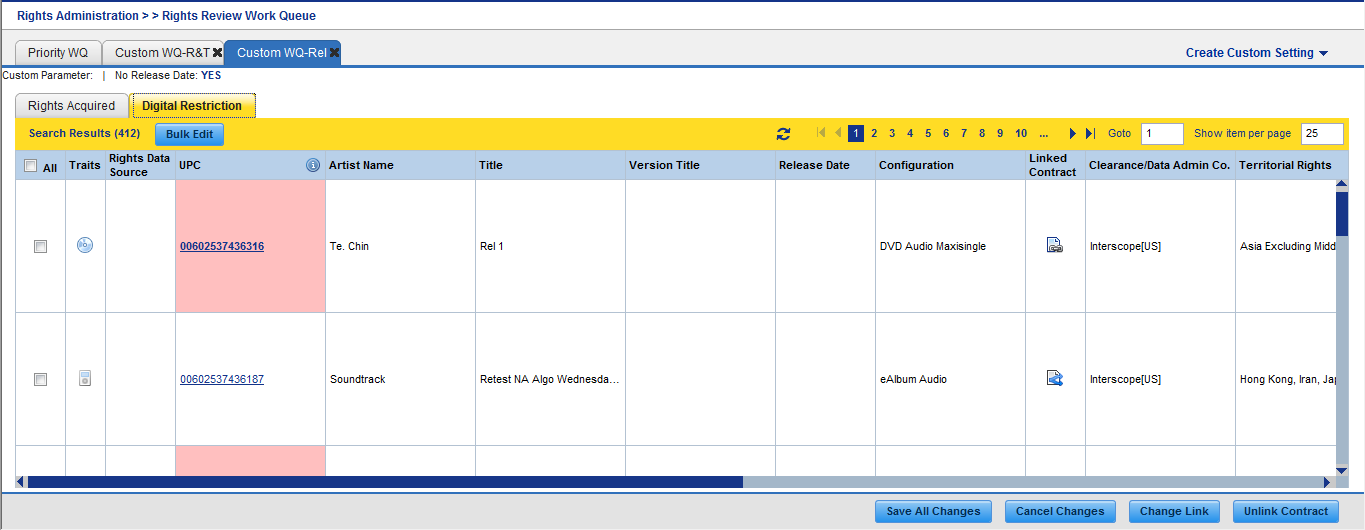 Rights Administration > > Rights Review Work Queue
Priority WQ Custom WQ-R&T Custom WQ-Rel Create Custom Setting
Custom Parameter: | No Release Date: YES
Rights Acquired Digital Restriction
Search Results (412) Bulk Edit 1 2 3 4 5 6 7 8 9 10 ... Goto 1 Show item per page 25
All Traits Rights Data Source UPC Artist Name Title Version Title Release Date Configuration Linked Contract Clearance/Data Admin Co. Territorial Rights
00602537436316 Te. Chin Rel 1 DVD Audio Maxisingle Interscope[US] Asia Excluding Midd
00602537436187 Soundtrack Retest NA Algo Wednesda... eAlbum Audio Interscope[US] Hong Kong, Iran, Jap
Save All Changes Cancel Changes Change Link Unlink Contract